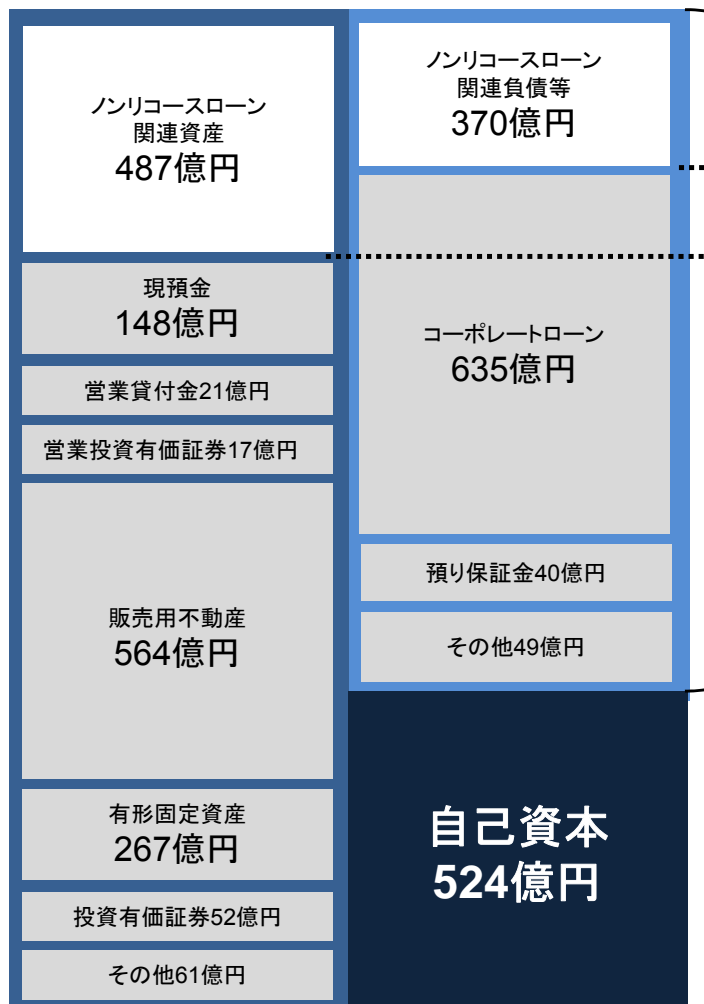 ノンリコースローン
関連資産
487億円
現預金
148億円
営業貸付金21億円
営業投資有価証券17億円
販売用不動産
564億円
有形固定資産
267億円
投資有価証券52億円
その他61億円
ノンリコースローン
関連負債等
370億円
コーポレートローン
635億円
預り保証金40億円
その他49億円
自己資本
524億円